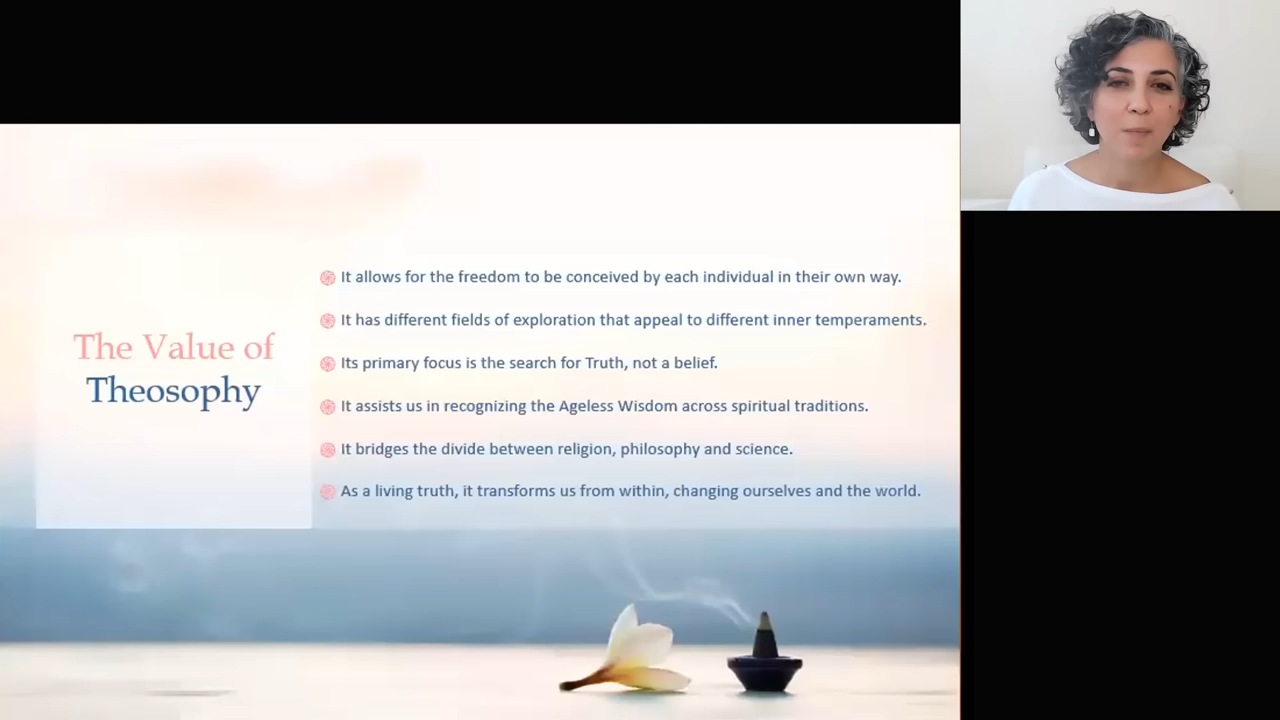 The Value of
Theosophy
It allows for the freedom to be conceived by each individual in their own way.
It has different fields of exploration that appeal to different inner temperaments.
Its primary focus is the search for Truth, not a belief.
It assists us in recognizing the Ageless Wisdom across spiritual traditions.
It bridges the divide between religion, philosophy and science.
As a living truth, it transforms us from within, changing ourselves and the world.